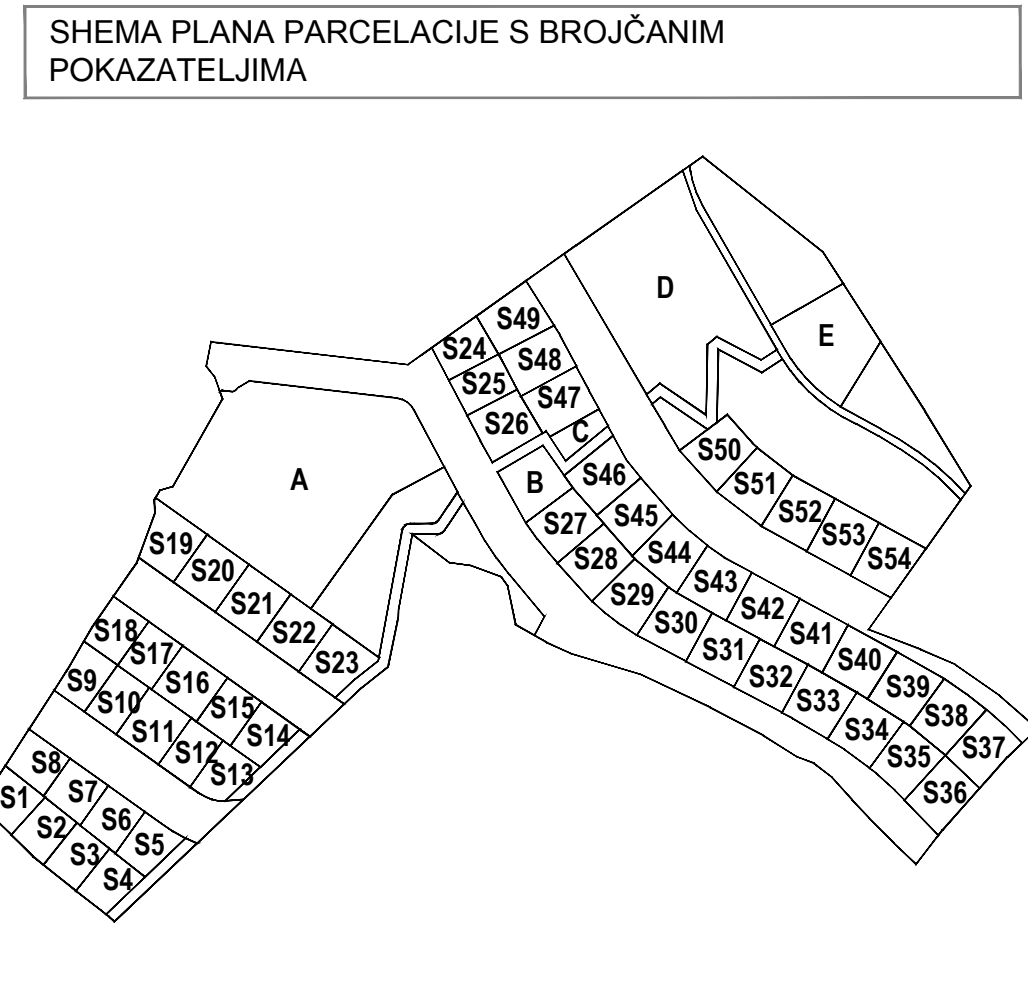 SHEMA PLANA PARCELACIJE S BROJČANIM
POKAZATELJIMA
D
S49
E
S24
S48
S25
S47
S26
C
S50
S46
A
B
S51
S45
S52
S27
S53
S19
S44
S28
S54
S20
S43
S29
S21
S42
S30
S18
S22
S41
S31
S17
S23
S40
S9
S16
S32
S39
S10
S15
S33
S38
S11
S14
S34
S37
S12
S35
S8
S13
S7
S36
S1
S6
S2
S5
S3
S4